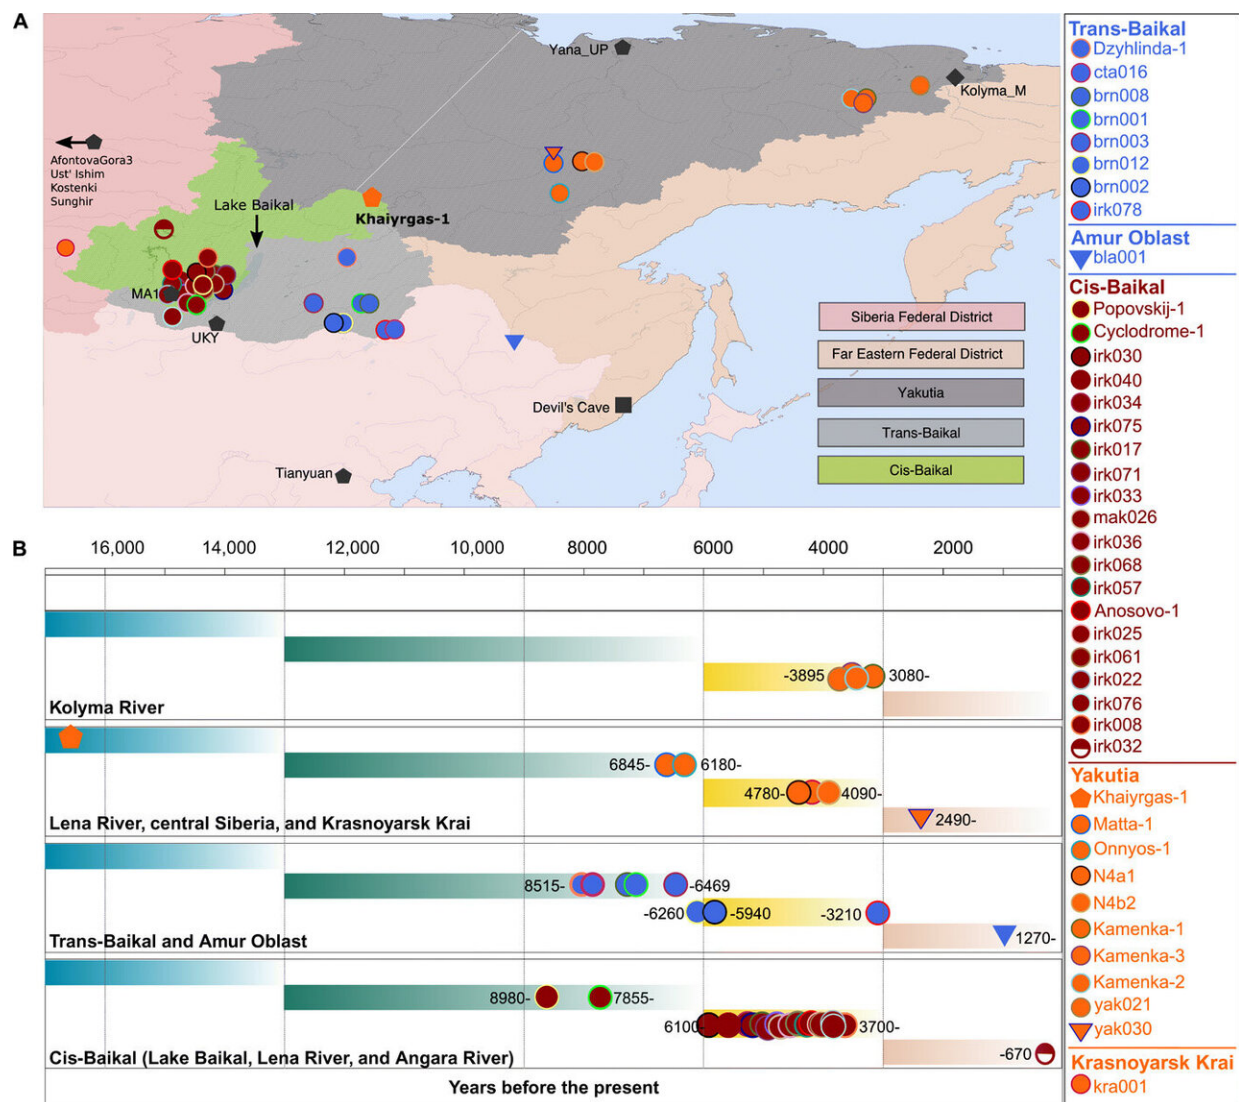 A
Yana_UP
Kolyma_M
AfontovaGora3
Ust' Ishim
Kostenki
Sunghir
Lake Baikal
Khaiyrgas-1
MA1
UKY
Devil's Cave
Tianyuan
Siberia Federal District
Far Eastern Federal District
Yakutia
Trans-Baikal
Cis-Baikal
B
16,000 14,000 12,000 10,000 8000 6000 4000 2000
-3895 3080-
Kolyma River
6845- 6180-
4780- 4090-
2490-
Lena River, central Siberia, and Krasnoyarsk Krai
8515- -6469
-6260 -5940 -3210
1270-
Trans-Baikal and Amur Oblast
8980- 7855-
6100- 3700-
-670
Cis-Baikal (Lake Baikal, Lena River, and Angara River)
Years before the present
Trans-Baikal
Dzyhlinda-1
cta016
brn008
brn001
brn003
brn012
brn002
irk078
Amur Oblast
bla001
Cis-Baikal
Popovskij-1
Cyclodrome-1
irk030
irk040
irk034
irk075
irk017
irk071
irk033
mak026
irk036
irk068
irk057
Anosovo-1
irk025
irk061
irk022
irk076
irk008
irk032
Yakutia
Khaiyrgas-1
Matta-1
Onnyos-1
N4a1
N4b2
Kamenka-1
Kamenka-3
Kamenka-2
yak021
yak030
Krasnoyarsk Krai
kra001